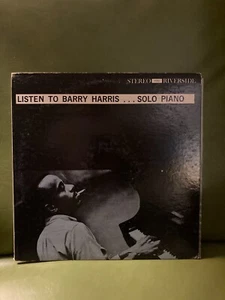 STEREO RIVERSIDE
LISTEN TO BARRY HARRIS ... SOLO PIANO